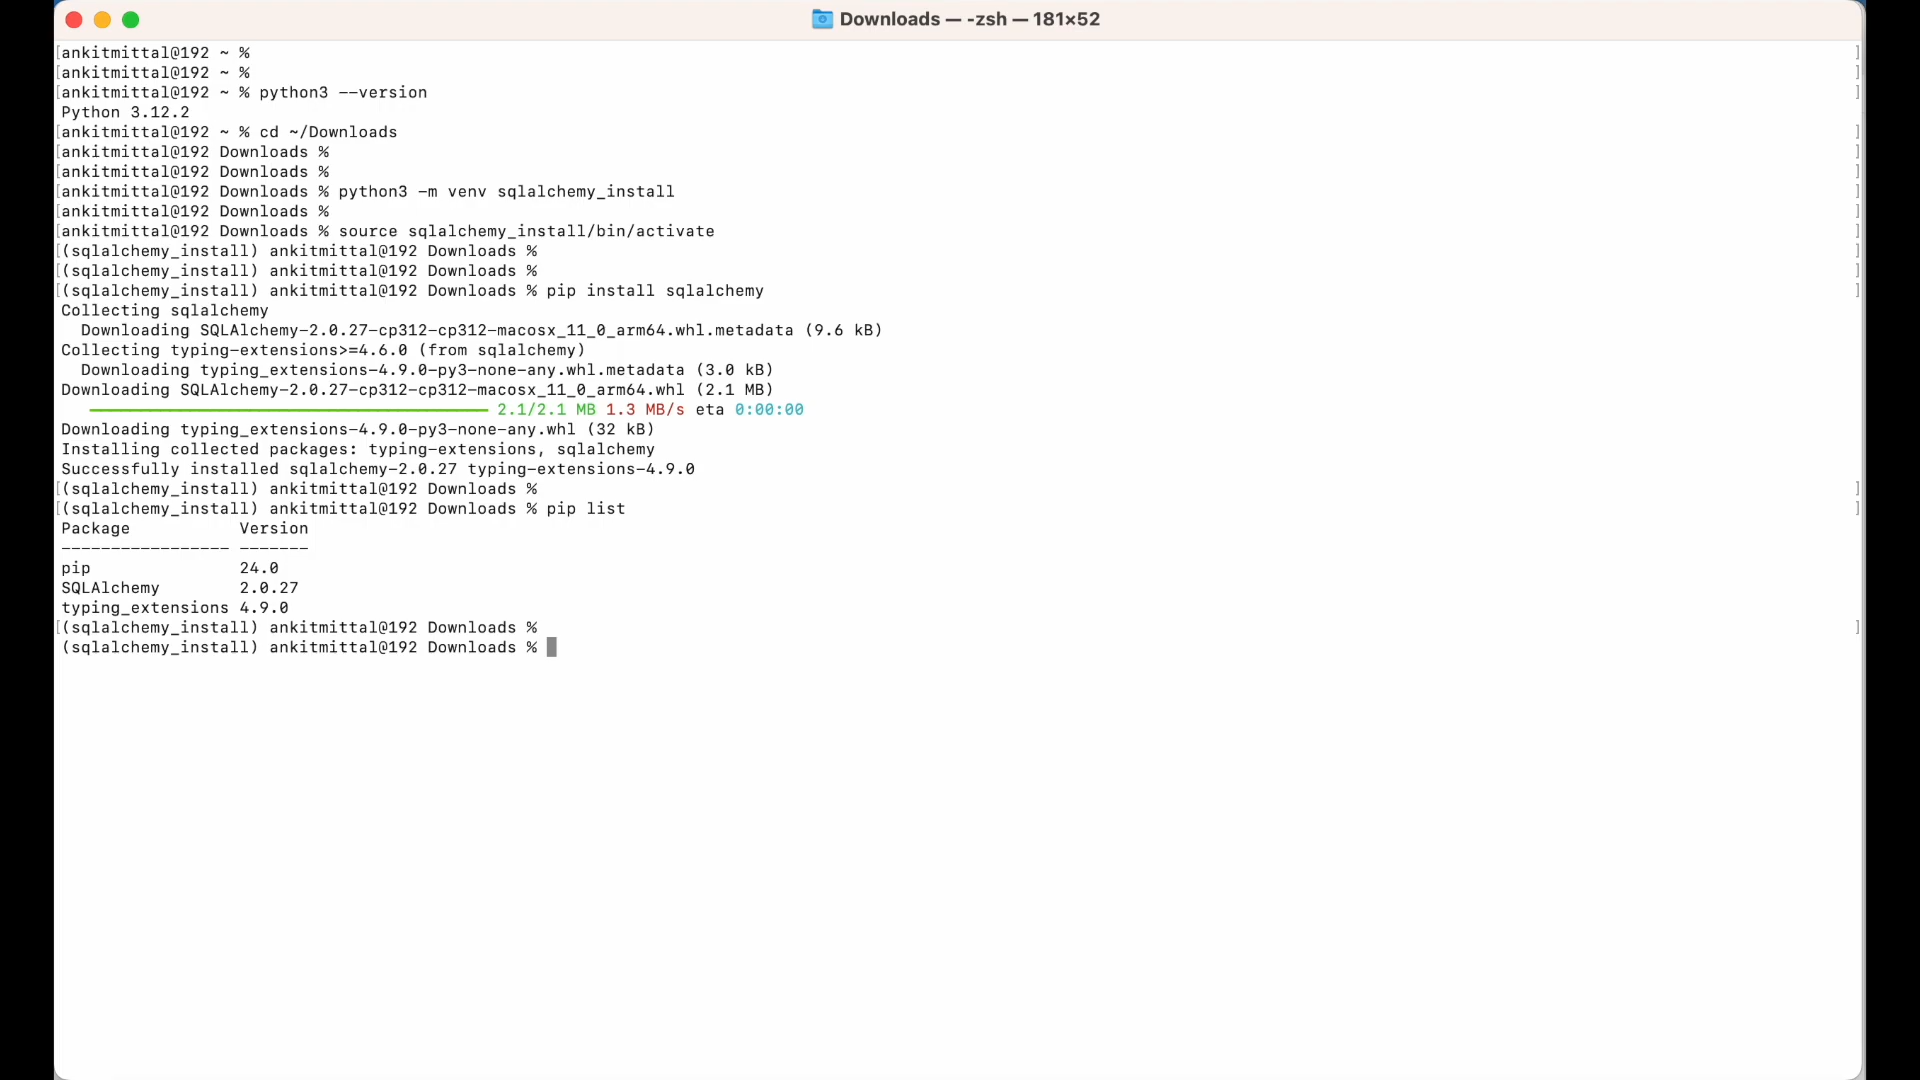 Downloads — -zsh — 181×52
[ankitmittal@192 ~ % ]
[ankitmittal@192 ~ % ]
[ankitmittal@192 ~ % python3 --version ]
Python 3.12.2
[ankitmittal@192 ~ % cd ~/Downloads ]
[ankitmittal@192 Downloads % ]
[ankitmittal@192 Downloads % ]
[ankitmittal@192 Downloads % python3 -m venv sqlalchemy_install ]
[ankitmittal@192 Downloads % ]
[ankitmittal@192 Downloads % source sqlalchemy_install/bin/activate ]
[(sqlalchemy_install) ankitmittal@192 Downloads % ]
[(sqlalchemy_install) ankitmittal@192 Downloads % ]
[(sqlalchemy_install) ankitmittal@192 Downloads % pip install sqlalchemy ]
Collecting sqlalchemy
  Downloading SQLAlchemy-2.0.27-cp312-cp312-macosx_11_0_arm64.whl.metadata (9.6 kB)
Collecting typing-extensions>=4.6.0 (from sqlalchemy)
  Downloading typing_extensions-4.9.0-py3-none-any.whl.metadata (3.0 kB)
Downloading SQLAlchemy-2.0.27-cp312-cp312-macosx_11_0_arm64.whl (2.1 MB)
2.1/2.1 MB 1.3 MB/s eta 0:00:00
Downloading typing_extensions-4.9.0-py3-none-any.whl (32 kB)
Installing collected packages: typing-extensions, sqlalchemy
Successfully installed sqlalchemy-2.0.27 typing-extensions-4.9.0
[(sqlalchemy_install) ankitmittal@192 Downloads % ]
[(sqlalchemy_install) ankitmittal@192 Downloads % pip list ]
Package           Version
----------------- -------
pip               24.0
SQLAlchemy        2.0.27
typing_extensions 4.9.0
[(sqlalchemy_install) ankitmittal@192 Downloads % ]
(sqlalchemy_install) ankitmittal@192 Downloads %